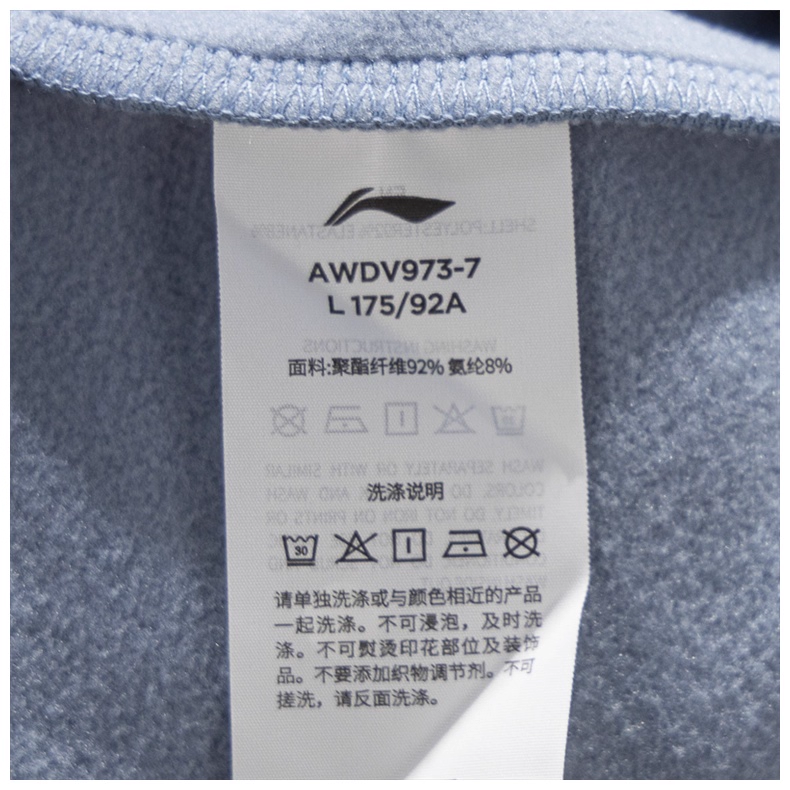 AWDV973-7
L 175/92A
面料:聚酯纤维92% 氨纶8%
洗涤说明
30
请单独洗涤或与颜色相近的产品
一起洗涤。不可浸泡，及时洗
涤。不可熨烫印花部位及装饰
品。不要添加织物调节剂。不可
搓洗，请反面洗涤。